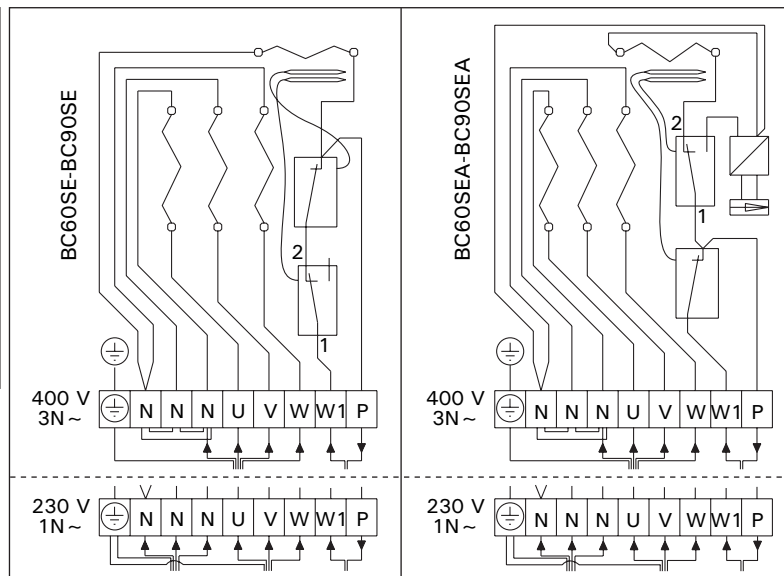 BC60SE-BC90SE
2
1
400 V
3N~
N N N U V W W1 P
230 V
1N~
N N N U V W W1 P
BC60SEA-BC90SEA
2
1
400 V
3N~
N N N U V W W1 P
230 V
1N~
N N N U V W W1 P